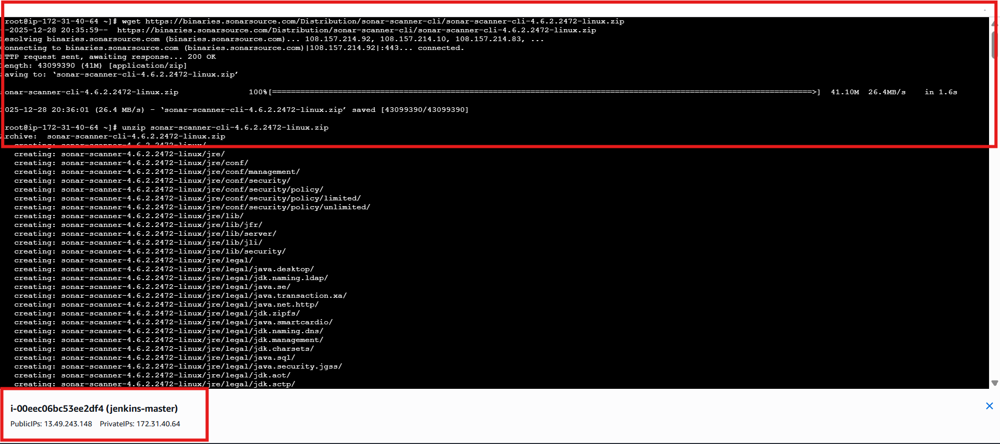 root@ip-172-31-40-64 ~]# wget https://binaries.sonarsource.com/Distribution/sonar-scanner-cli/sonar-scanner-cli-4.6.2.2472-linux.zip
--2025-12-28 20:35:59--  https://binaries.sonarsource.com/Distribution/sonar-scanner-cli/sonar-scanner-cli-4.6.2.2472-linux.zip
Resolving binaries.sonarsource.com (binaries.sonarsource.com)... 108.157.214.92, 108.157.214.10, 108.157.214.83, ...
Connecting to binaries.sonarsource.com (binaries.sonarsource.com)|108.157.214.92|:443... connected.
HTTP request sent, awaiting response... 200 OK
Length: 43099390 (41M) [application/zip]
Saving to: ‘sonar-scanner-cli-4.6.2.2472-linux.zip’
sonar-scanner-cli-4.6.2.2472-linux.zip 100%[===================================================================================================================>] 41.10M 26.4MB/s in 1.6s
2025-12-28 20:36:01 (26.4 MB/s) - ‘sonar-scanner-cli-4.6.2.2472-linux.zip’ saved [43099390/43099390]
root@ip-172-31-40-64 ~]# unzip sonar-scanner-cli-4.6.2.2472-linux.zip
Archive:  sonar-scanner-cli-4.6.2.2472-linux.zip
creating: sonar-scanner-4.6.2.2472-linux/
creating: sonar-scanner-4.6.2.2472-linux/jre/
creating: sonar-scanner-4.6.2.2472-linux/jre/conf/
creating: sonar-scanner-4.6.2.2472-linux/jre/conf/management/
creating: sonar-scanner-4.6.2.2472-linux/jre/conf/security/
creating: sonar-scanner-4.6.2.2472-linux/jre/conf/security/policy/
creating: sonar-scanner-4.6.2.2472-linux/jre/conf/security/policy/limited/
creating: sonar-scanner-4.6.2.2472-linux/jre/conf/security/policy/unlimited/
creating: sonar-scanner-4.6.2.2472-linux/jre/lib/
creating: sonar-scanner-4.6.2.2472-linux/jre/lib/jfr/
creating: sonar-scanner-4.6.2.2472-linux/jre/lib/server/
creating: sonar-scanner-4.6.2.2472-linux/jre/lib/jli/
creating: sonar-scanner-4.6.2.2472-linux/jre/lib/security/
creating: sonar-scanner-4.6.2.2472-linux/jre/legal/
creating: sonar-scanner-4.6.2.2472-linux/jre/legal/java.desktop/
creating: sonar-scanner-4.6.2.2472-linux/jre/legal/jdk.naming.ldap/
creating: sonar-scanner-4.6.2.2472-linux/jre/legal/java.se/
creating: sonar-scanner-4.6.2.2472-linux/jre/legal/java.transaction.xa/
creating: sonar-scanner-4.6.2.2472-linux/jre/legal/java.net.http/
creating: sonar-scanner-4.6.2.2472-linux/jre/legal/jdk.zipfs/
creating: sonar-scanner-4.6.2.2472-linux/jre/legal/java.smartcardio/
creating: sonar-scanner-4.6.2.2472-linux/jre/legal/jdk.naming.dns/
creating: sonar-scanner-4.6.2.2472-linux/jre/legal/jdk.management/
creating: sonar-scanner-4.6.2.2472-linux/jre/legal/jdk.charsets/
creating: sonar-scanner-4.6.2.2472-linux/jre/legal/java.sql/
creating: sonar-scanner-4.6.2.2472-linux/jre/legal/java.security.jgss/
creating: sonar-scanner-4.6.2.2472-linux/jre/legal/jdk.aot/
creating: sonar-scanner-4.6.2.2472-linux/jre/legal/jdk.sctp/
i-00eec06bc53ee2df4 (jenkins-master)
PublicIPs: 13.49.243.148 PrivateIPs: 172.31.40.64